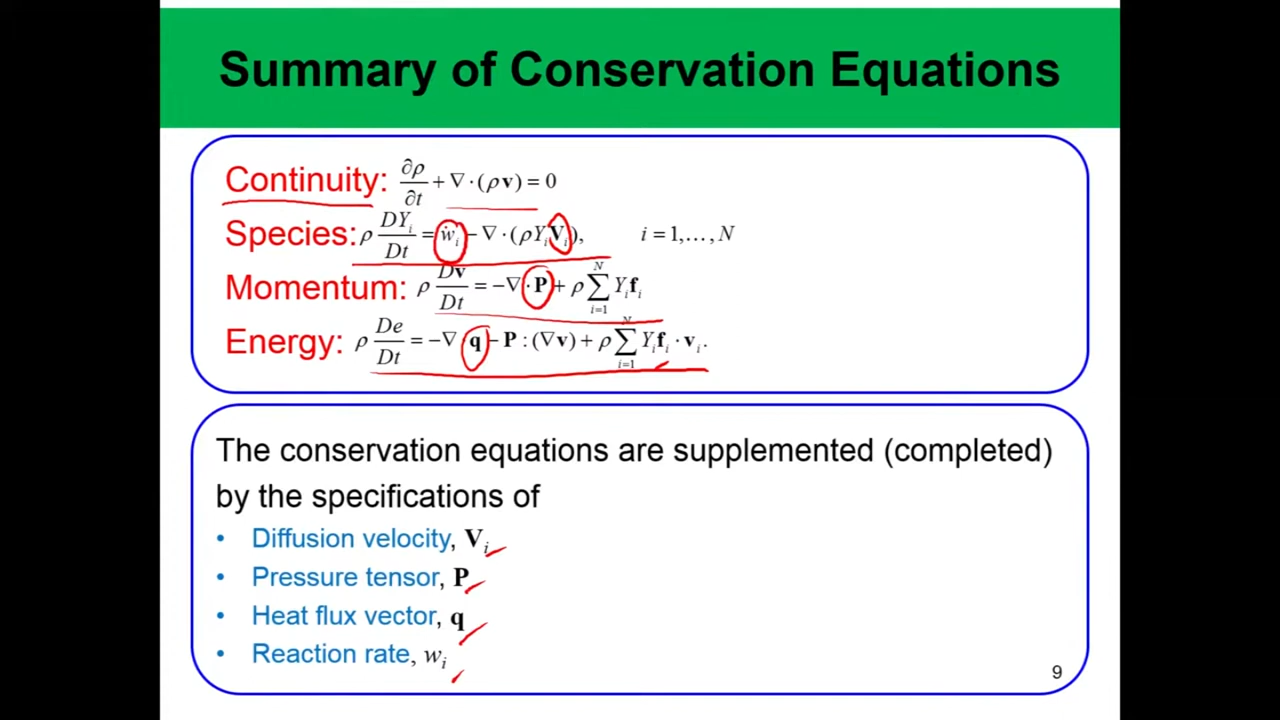 Summary of Conservation Equations
Continuity: ∂ρ/∂t + ∇·(ρv) = 0
Species: ρ DYᵢ/Dt = ẇᵢ − ∇·(ρYᵢVᵢ), i = 1,…, N
Momentum: ρ Dv/Dt = −∇·P + ρ ∑ᵢ₌₁ᴺ Yᵢfᵢ
Energy: ρ De/Dt = −∇·q − P : (∇v) + ρ ∑ᵢ₌₁ᴺ Yᵢfᵢ · vᵢ.
The conservation equations are supplemented (completed)
by the specifications of
• Diffusion velocity, Vᵢ
• Pressure tensor, P
• Heat flux vector, q
• Reaction rate, wᵢ
9